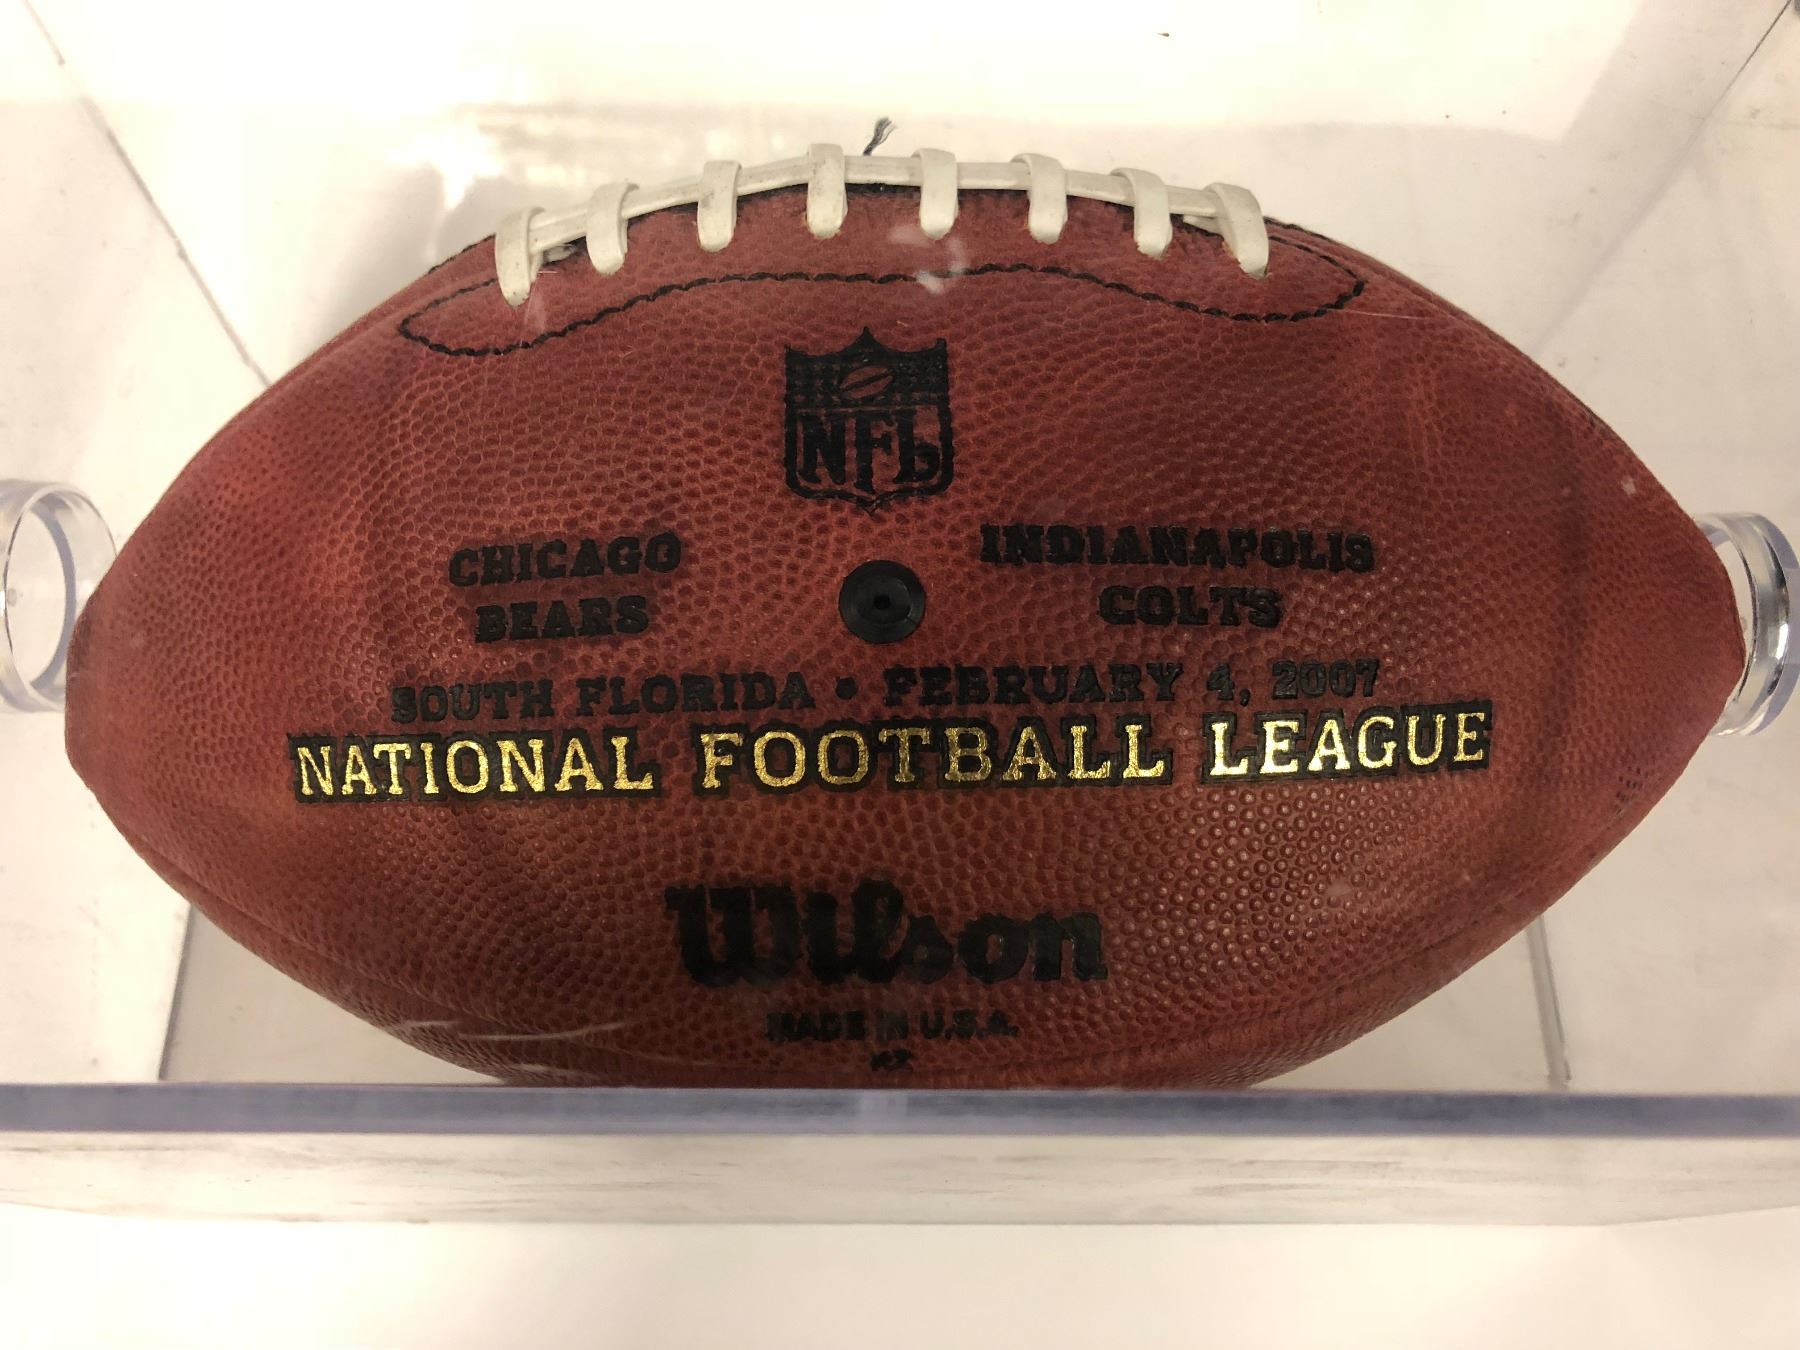 NFL
CHICAGO BEARS
INDIANAPOLIS COLTS
SOUTH FLORIDA • FEBRUARY 4, 2007
NATIONAL FOOTBALL LEAGUE
Wilson
MADE IN U.S.A.